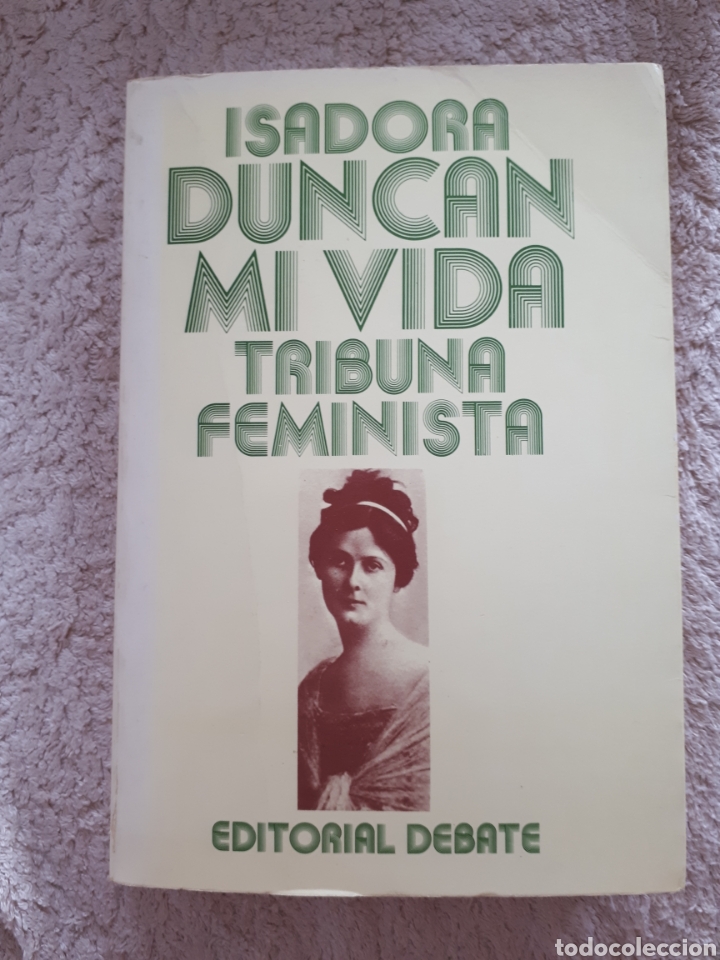 ISADORA
DUNCAN
MI VIDA
TRIBUNA
FEMINISTA
EDITORIAL DEBATE
todocoleccion